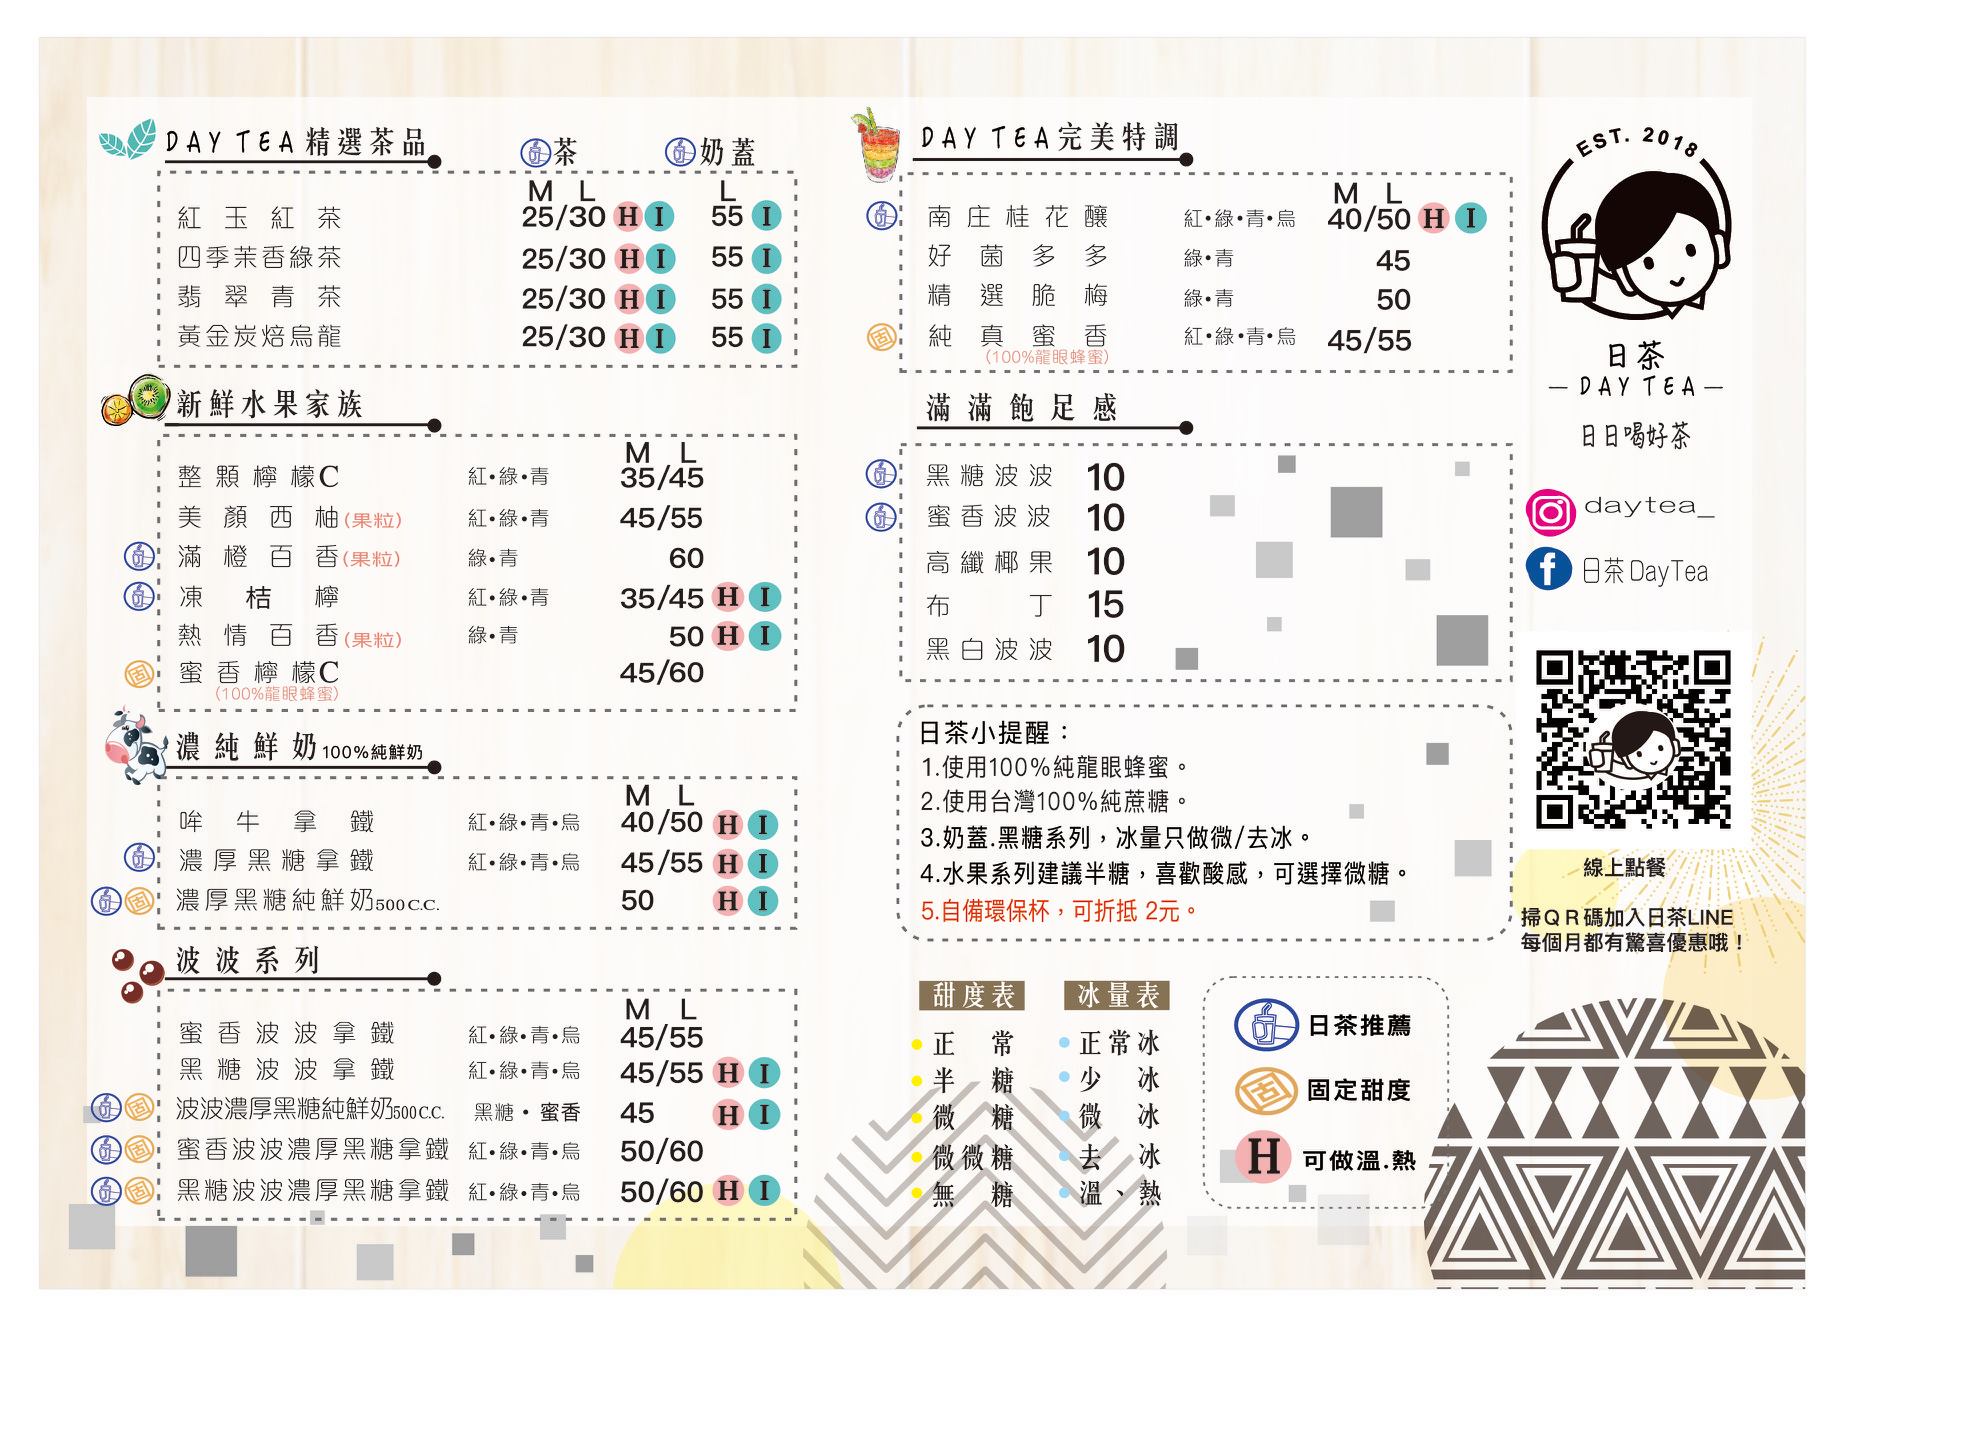 DAY TEA 精選茶品 茶 奶蓋
M L L
紅玉紅茶 25/30 H I 55 I
四季茉香綠茶 25/30 H I 55 I
翡翠青茶 25/30 H I 55 I
黃金炭焙烏龍 25/30 H I 55 I
新鮮水果家族
M L
整顆檸檬C 紅•綠•青 35/45
美顏西柚(果粒) 紅•綠•青 45/55
滿橙百香(果粒) 綠•青 60
凍桔檸 紅•綠•青 35/45 H I
熱情百香(果粒) 綠•青 50 H I
固 蜜香檸檬C 45/60
(100%龍眼蜂蜜)
濃純鮮奶100%純鮮奶
M L
哞牛拿鐵 紅•綠•青•烏 40/50 H I
濃厚黑糖拿鐵 紅•綠•青•烏 45/55 H I
固 濃厚黑糖純鮮奶500C.C. 50 H I
波波系列
M L
蜜香波波拿鐵 紅•綠•青•烏 45/55
黑糖波波拿鐵 紅•綠•青•烏 45/55 H I
固 波波濃厚黑糖純鮮奶500C.C. 黑糖•蜜香 45 H I
固 蜜香波波濃厚黑糖拿鐵 紅•綠•青•烏 50/60
固 黑糖波波濃厚黑糖拿鐵 紅•綠•青•烏 50/60 H I
DAY TEA完美特調
M L
南庄桂花釀 紅•綠•青•烏 40/50 H I
好菌多多 綠•青 45
精選脆梅 綠•青 50
固 純真蜜香 紅•綠•青•烏 45/55
(100%龍眼蜂蜜)
滿滿飽足感
黑糖波波 10
蜜香波波 10
高纖椰果 10
布丁 15
黑白波波 10
日茶小提醒：
1.使用100%純龍眼蜂蜜。
2.使用台灣100%純蔗糖。
3.奶蓋.黑糖系列，冰量只做微/去冰。
4.水果系列建議半糖，喜歡酸感，可選擇微糖。
5.自備環保杯，可折抵 2元。
甜度表
正常
半糖
微糖
微微糖
無糖
冰量表
正常冰
少冰
微冰
去冰
溫、熱
日茶推薦
固 固定甜度
H 可做溫.熱
EST. 2018
日茶
— DAY TEA —
日日喝好茶
daytea_
f 日茶DayTea
線上點餐
掃QR碼加入日茶LINE
每個月都有驚喜優惠哦！